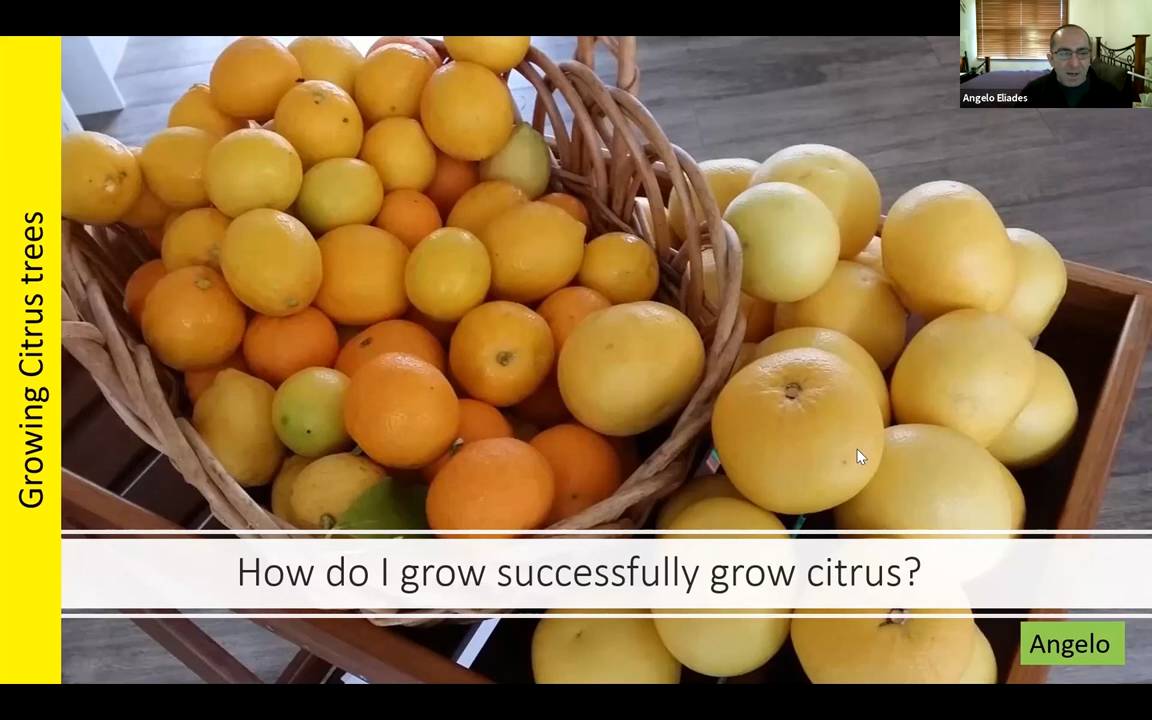 Angelo Eliades
Growing Citrus trees
How do I grow successfully grow citrus?
Angelo